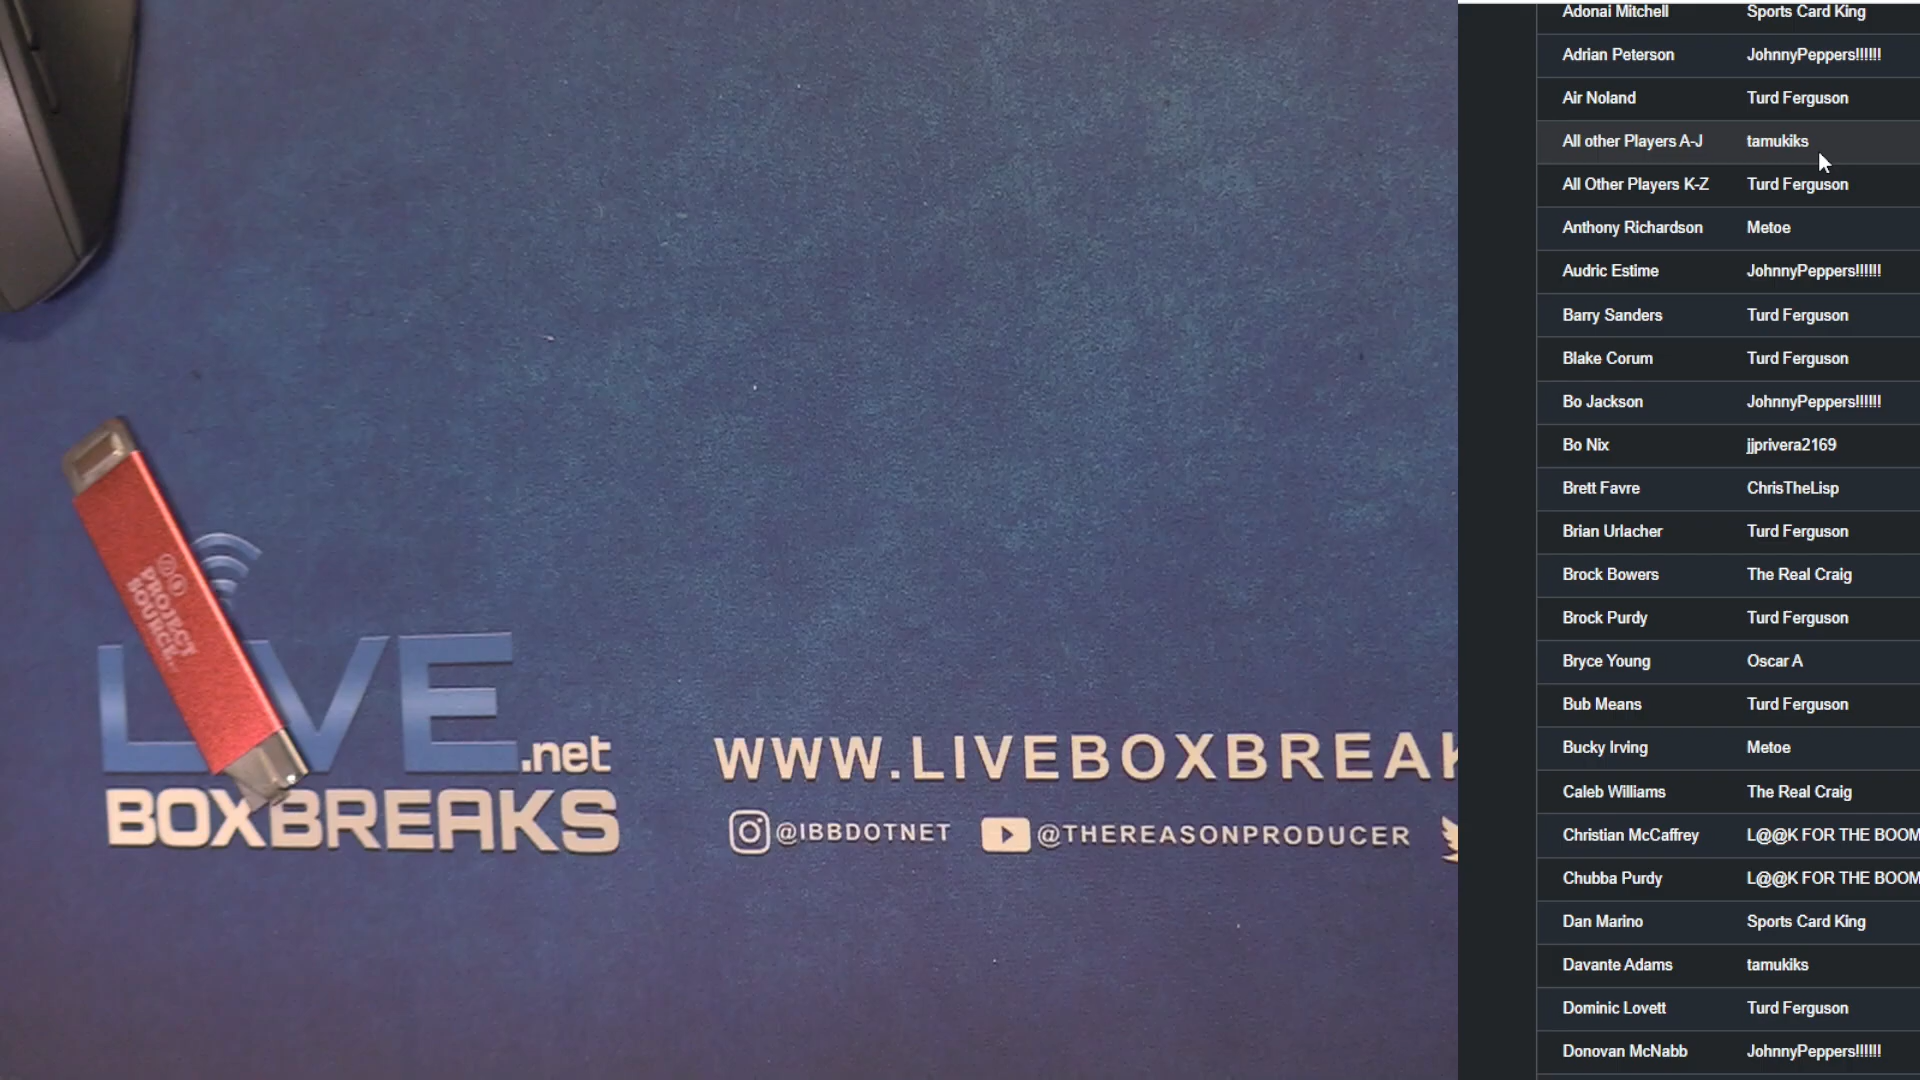 PROJECT
SOURCE
LIVE
.net
BOXBREAKS
WWW.LIVEBOXBREAK
@IBBDOTNET
@THEREASONPRODUCER
Adonai Mitchell Sports Card King
Adrian Peterson JohnnyPeppers!!!!!!
Air Noland Turd Ferguson
All other Players A-J tamukiks
All Other Players K-Z Turd Ferguson
Anthony Richardson Metoe
Audric Estime JohnnyPeppers!!!!!!
Barry Sanders Turd Ferguson
Blake Corum Turd Ferguson
Bo Jackson JohnnyPeppers!!!!!!
Bo Nix jjprivera2169
Brett Favre ChrisTheLisp
Brian Urlacher Turd Ferguson
Brock Bowers The Real Craig
Brock Purdy Turd Ferguson
Bryce Young Oscar A
Bub Means Turd Ferguson
Bucky Irving Metoe
Caleb Williams The Real Craig
Christian McCaffrey L@@K FOR THE BOOM
Chubba Purdy L@@K FOR THE BOOM
Dan Marino Sports Card King
Davante Adams tamukiks
Dominic Lovett Turd Ferguson
Donovan McNabb JohnnyPeppers!!!!!!